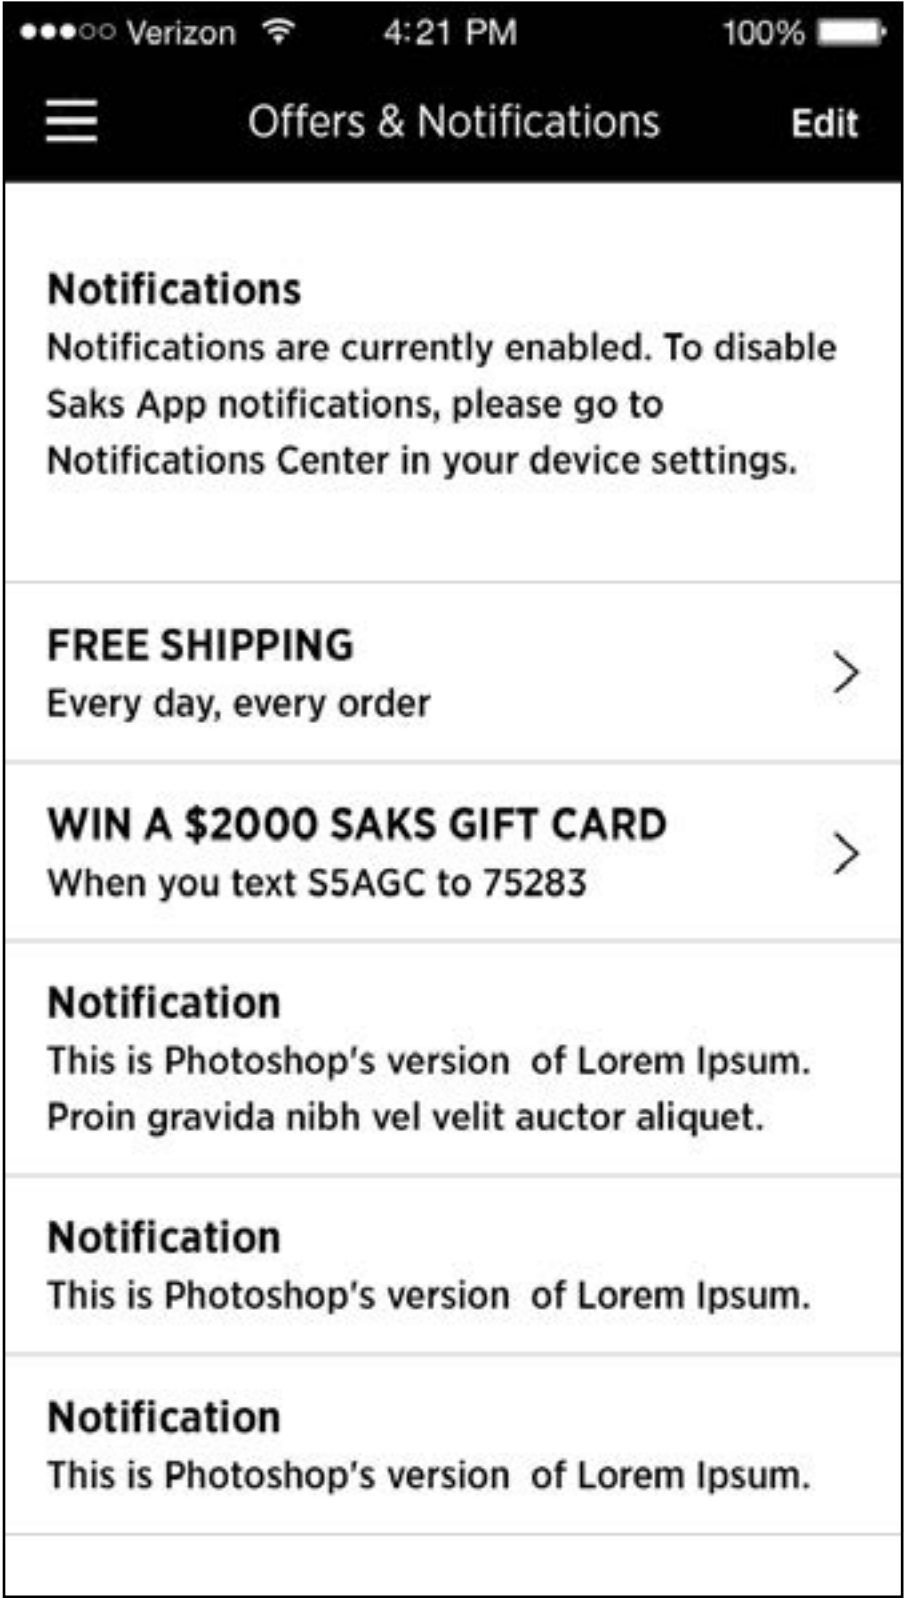 Verizon 4:21 PM 100%
Offers & Notifications Edit
Notifications
Notifications are currently enabled. To disable
Saks App notifications, please go to
Notifications Center in your device settings.
FREE SHIPPING
Every day, every order
WIN A $2000 SAKS GIFT CARD
When you text S5AGC to 75283
Notification
This is Photoshop's version  of Lorem Ipsum.
Proin gravida nibh vel velit auctor aliquet.
Notification
This is Photoshop's version  of Lorem Ipsum.
Notification
This is Photoshop's version  of Lorem Ipsum.